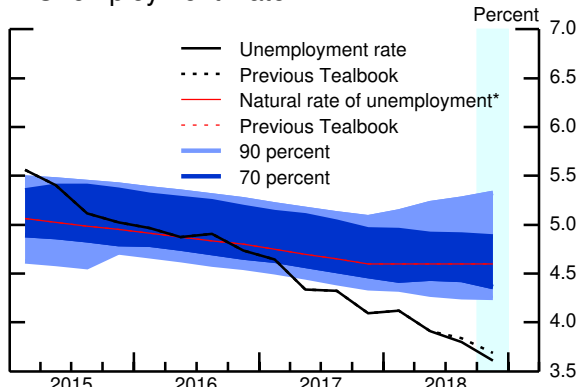 Percent
7.0
Unemployment rate
Previous Tealbook
Natural rate of unemployment*
Previous Tealbook
90 percent
70 percent
6.5
6.0
5.5
5.0
4.5
4.0
3.5
2015 2016 2017 2018